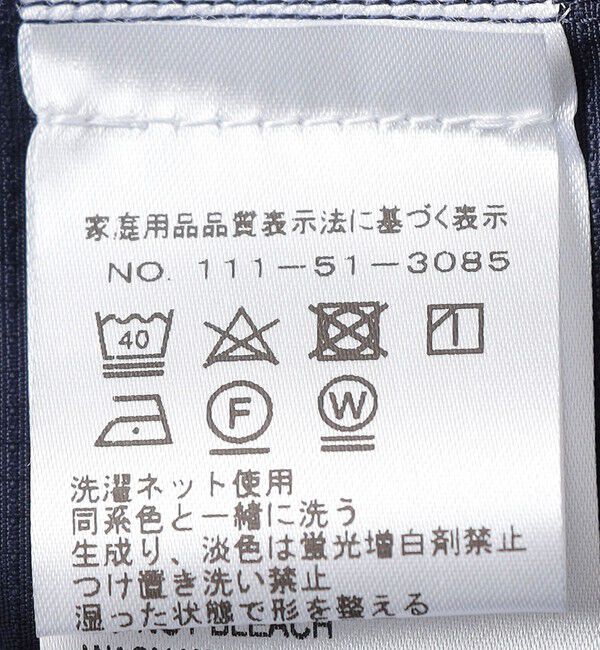 家庭用品品質表示法に基づく表示
NO. 111-51-3085
40
F W
洗濯ネット使用
同系色と一緒に洗う
生成り、淡色は蛍光増白剤禁止
つけ置き洗い禁止
湿った状態で形を整える
BLEACH